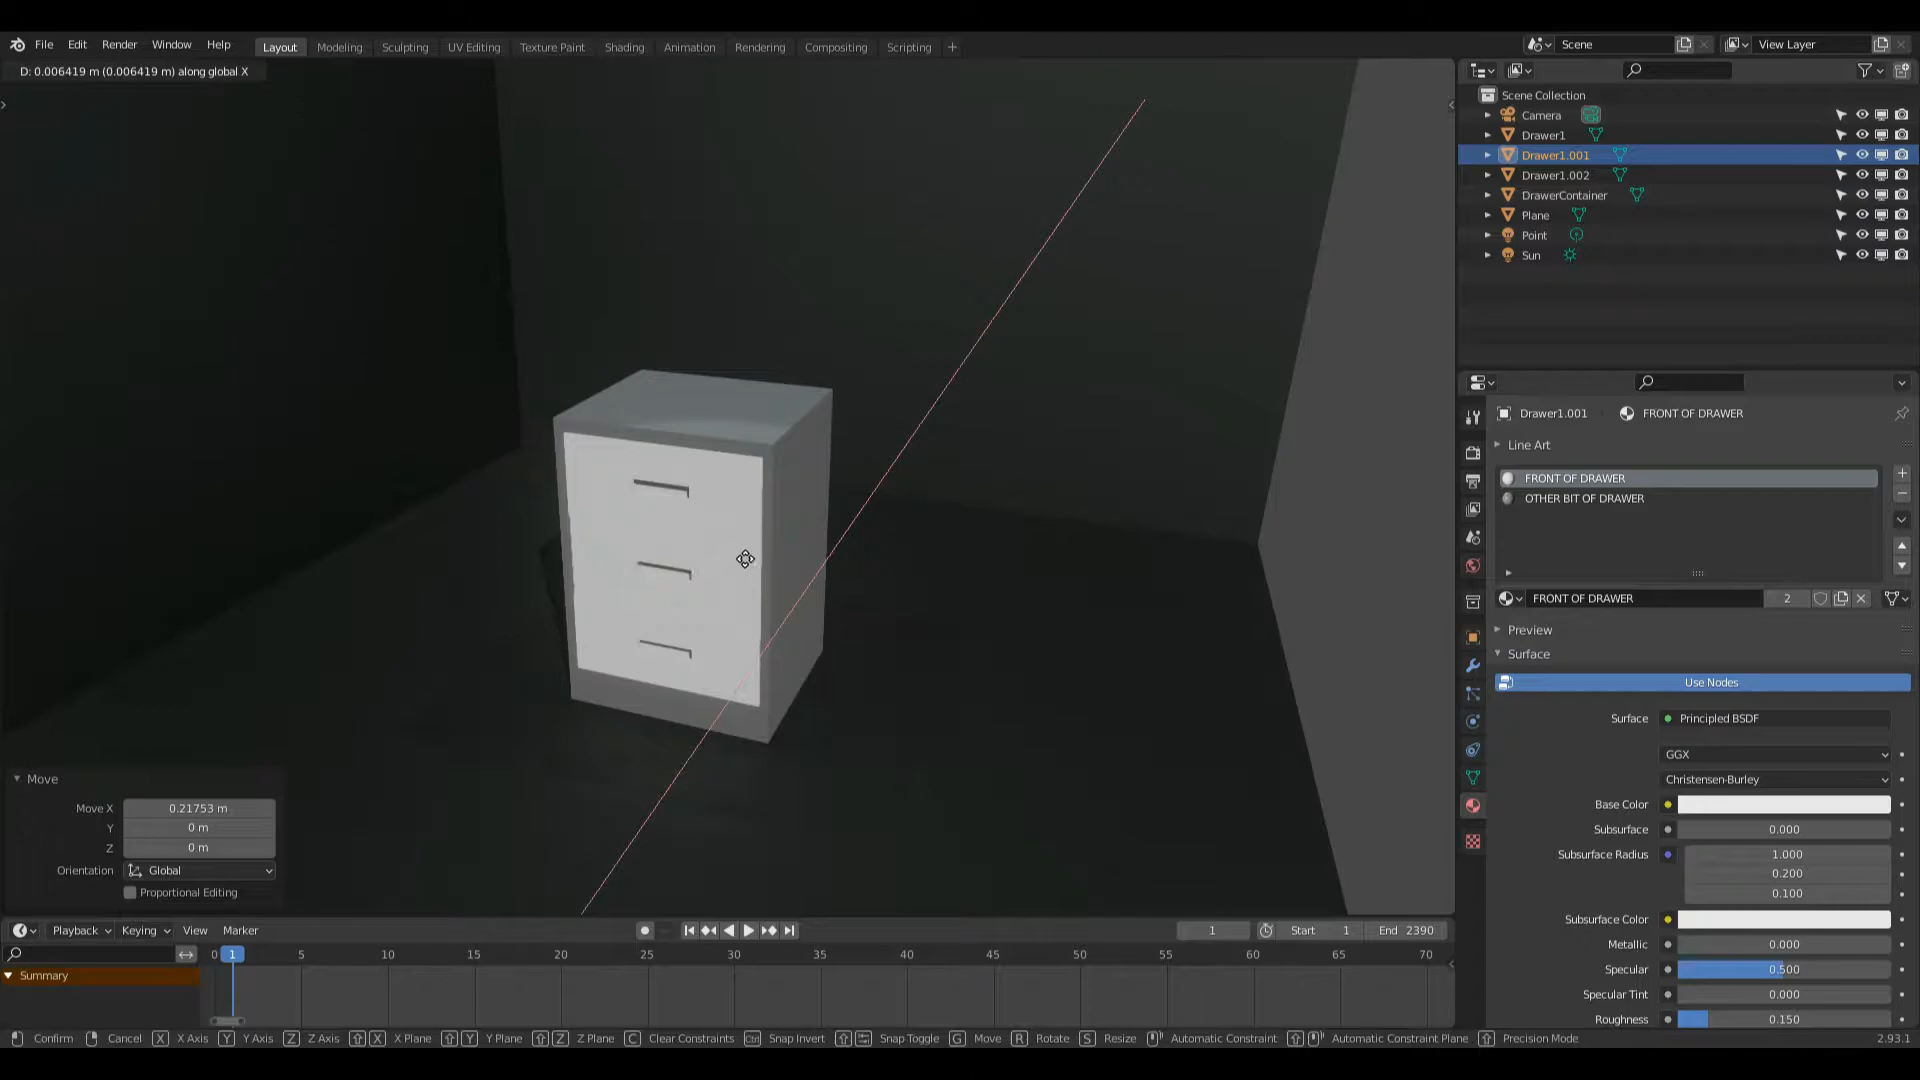 File Edit Render Window Help Layout Modeling Sculpting UV Editing Texture Paint Shading Animation Rendering Compositing Scripting + Scene View Layer
D: 0.006419 m (0.006419 m) along global X
Scene Collection
Camera
Drawer1
Drawer1.001
Drawer1.002
DrawerContainer
Plane
Point
Sun
Drawer1.001 FRONT OF DRAWER
Line Art
FRONT OF DRAWER
OTHER BIT OF DRAWER
FRONT OF DRAWER 2
Preview
Surface
Use Nodes
Surface Principled BSDF
GGX
Christensen-Burley
Base Color
Subsurface 0.000
Subsurface Radius 1.000
0.200
0.100
Subsurface Color
Metallic 0.000
Specular 0.500
Specular Tint 0.000
Roughness 0.150
Move
Move X 0.21753 m
Y 0 m
Z 0 m
Orientation Global
Proportional Editing
Playback Keying View Marker 1 Start 1 End 2390
0 1 5 10 15 20 25 30 35 40 45 50 55 60 65 70
Summary
Confirm Cancel X X Axis Y Y Axis Z Z Axis X X Plane Y Y Plane Z Z Plane C Clear Constraints Ctrl Snap Invert Snap Toggle G Move R Rotate S Resize Automatic Constraint Automatic Constraint Plane Precision Mode 2.93.1